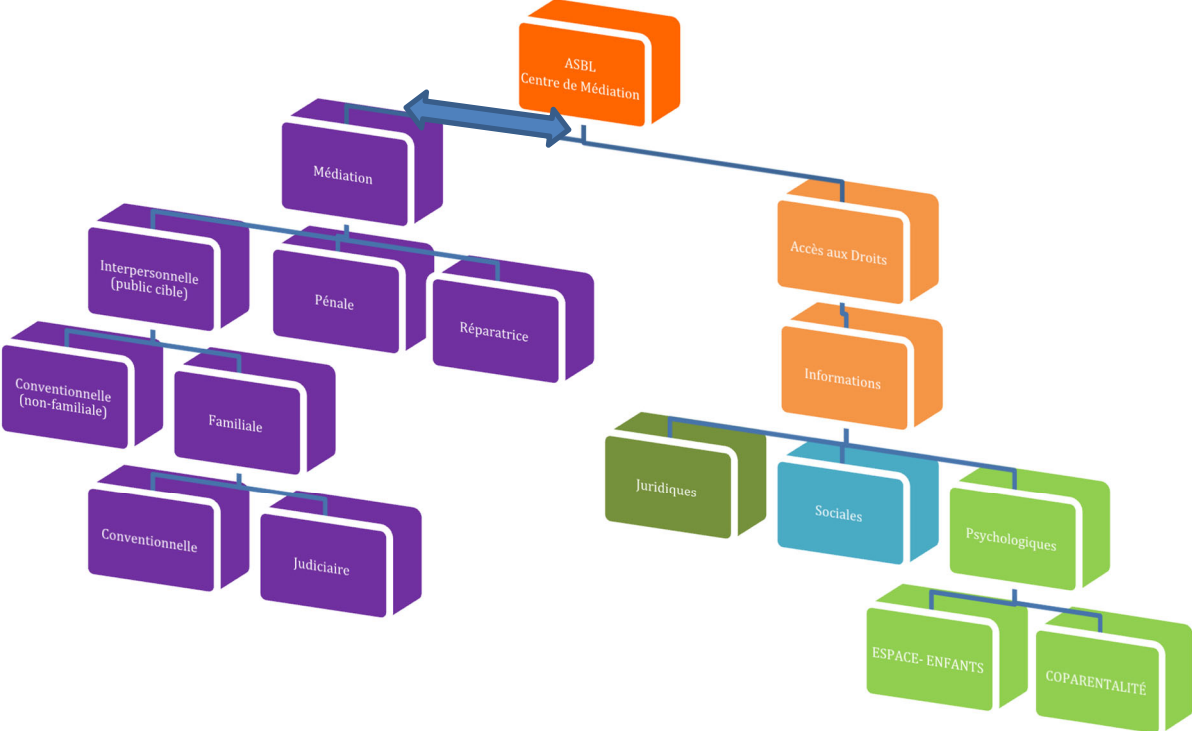 ASBL
Centre de Médiation
Médiation
Accès aux Droits
Interpersonnelle
(public cible)
Pénale
Réparatrice
Informations
Conventionnelle
(non-familiale)
Familiale
Juridiques
Sociales
Psychologiques
Conventionnelle
Judiciaire
ESPACE- ENFANTS
COPARENTALITÉ